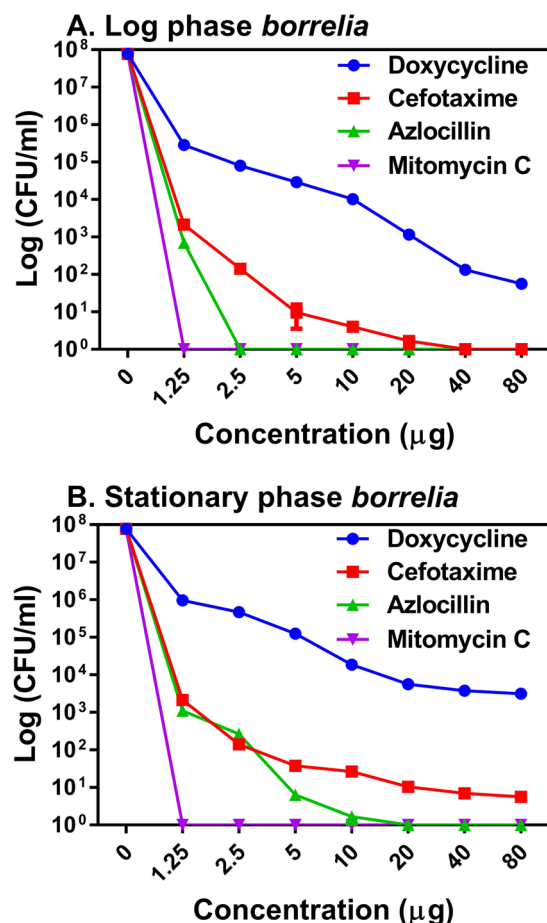 A. Log phase borrelia
Log (CFU/ml)
10⁸
10⁷
10⁶
10⁵
10⁴
10³
10²
10¹
10⁰
Doxycycline
Cefotaxime
Azlocillin
Mitomycin C
0 1.25 2.5 5 10 20 40 80
Concentration (μg)
B. Stationary phase borrelia
Log (CFU/ml)
10⁸
10⁷
10⁶
10⁵
10⁴
10³
10²
10¹
10⁰
Doxycycline
Cefotaxime
Azlocillin
Mitomycin C
0 1.25 2.5 5 10 20 40 80
Concentration (μg)